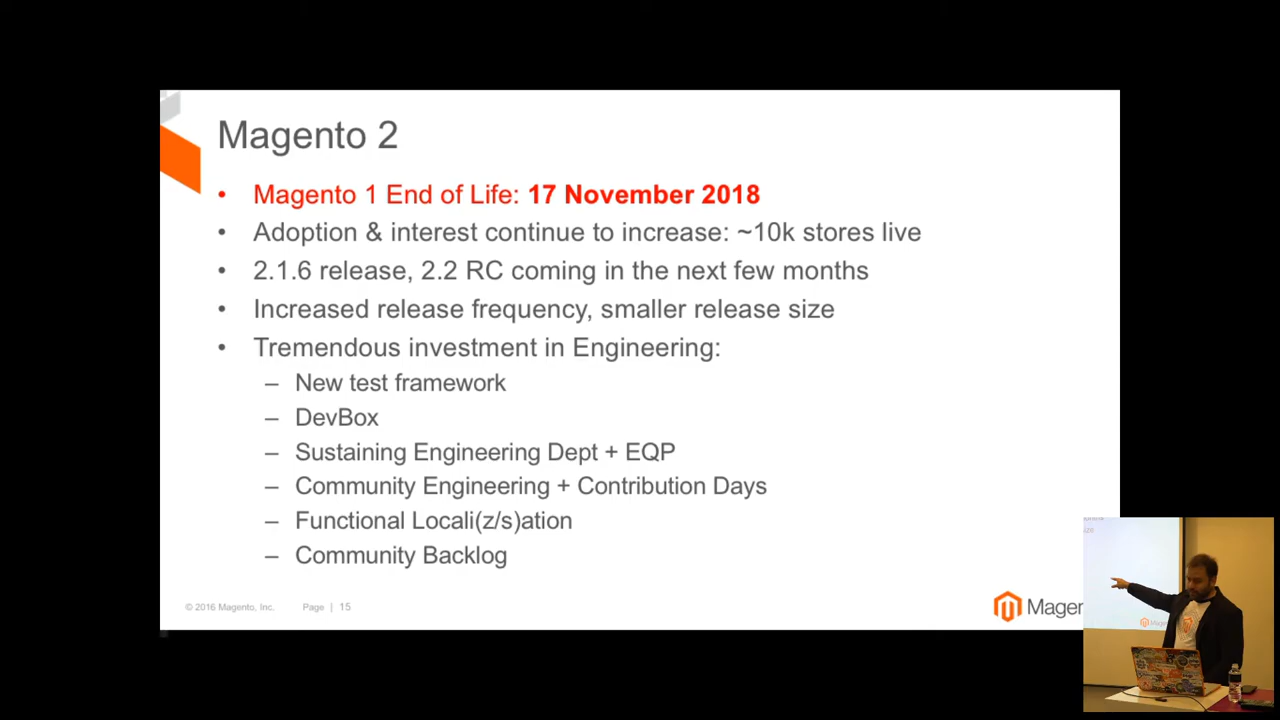 Magento 2
• Magento 1 End of Life: 17 November 2018
• Adoption & interest continue to increase: ~10k stores live
• 2.1.6 release, 2.2 RC coming in the next few months
• Increased release frequency, smaller release size
• Tremendous investment in Engineering:
– New test framework
– DevBox
– Sustaining Engineering Dept + EQP
– Community Engineering + Contribution Days
– Functional Locali(z/s)ation
– Community Backlog
© 2016 Magento, Inc. Page | 15
Magen